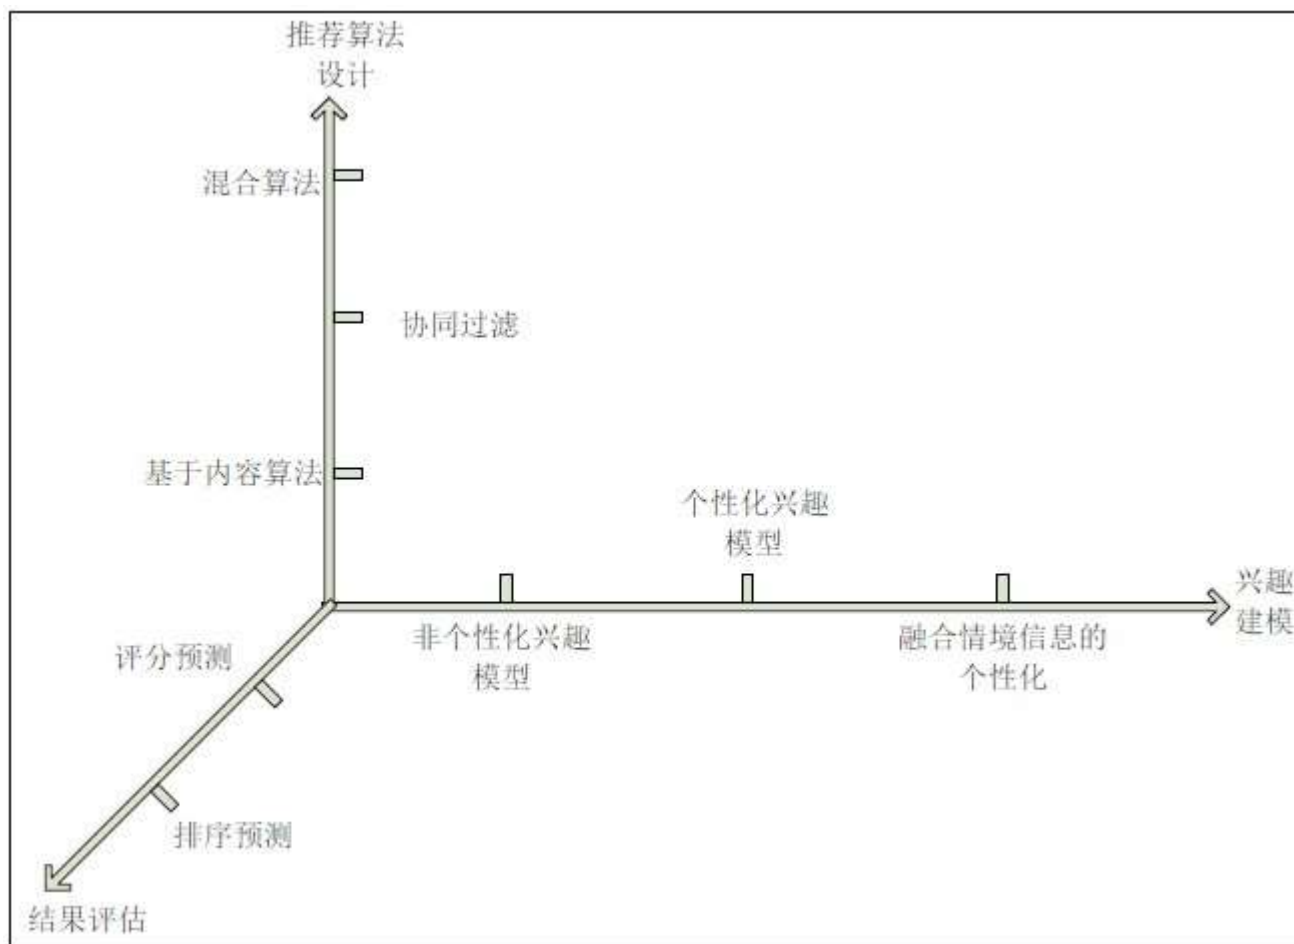 推荐算法
设计
混合算法
协同过滤
基于内容算法
个性化兴趣
模型
兴趣
建模
非个性化兴趣
模型
融合情境信息的
个性化
评分预测
排序预测
结果评估